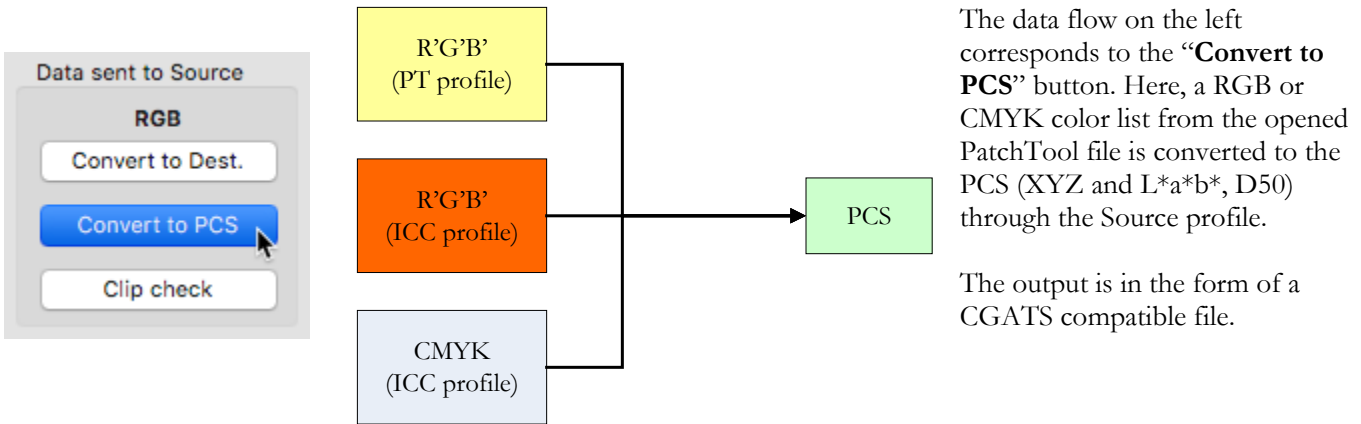 Data sent to Source
RGB
Convert to Dest.
Convert to PCS
Clip check
R’G’B’
(PT profile)
R’G’B’
(ICC profile)
CMYK
(ICC profile)
PCS
The data flow on the left
corresponds to the “Convert to
PCS” button. Here, a RGB or
CMYK color list from the opened
PatchTool file is converted to the
PCS (XYZ and L*a*b*, D50)
through the Source profile.
The output is in the form of a
CGATS compatible file.